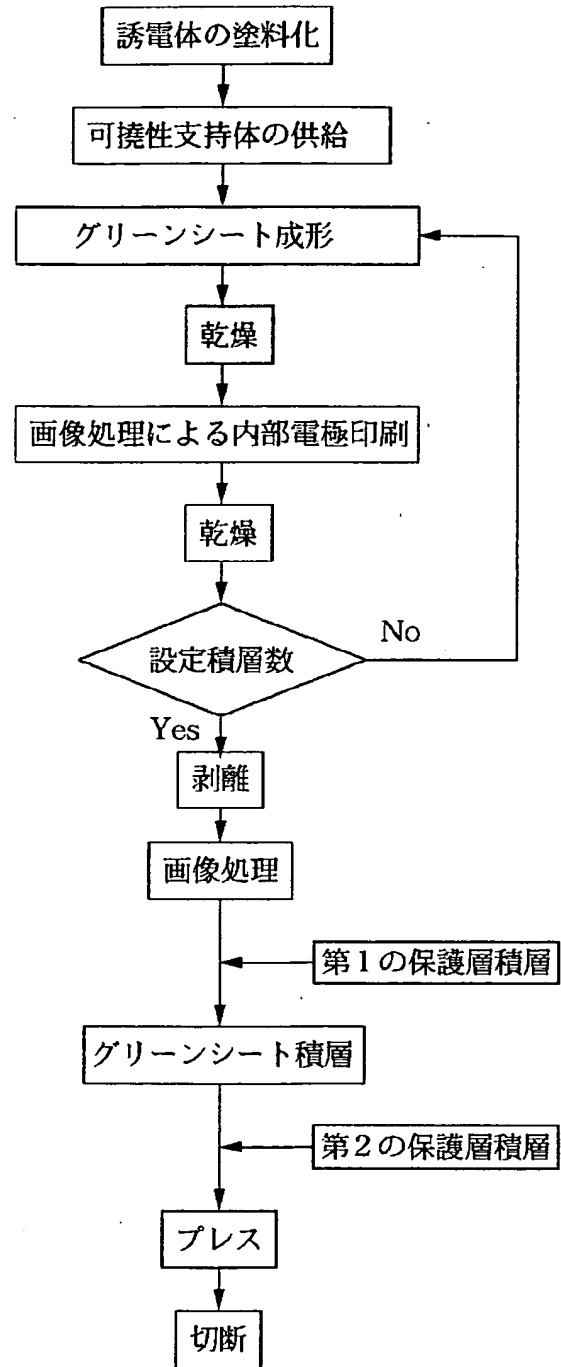 誘電体の塗料化
可撓性支持体の供給
グリーンシート成形
乾燥
画像処理による内部電極印刷
乾燥
設定積層数
No
Yes
剥離
画像処理
第1の保護層積層
グリーンシート積層
第2の保護層積層
プレス
切断